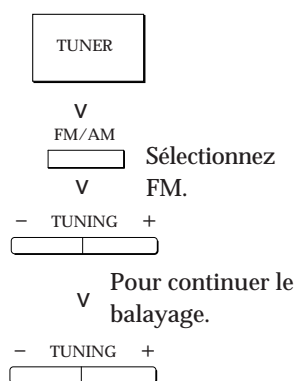 TUNER
v
FM/AM
Sélectionnez
v
FM.
− TUNING +
Pour continuer le
v
balayage.
− TUNING +